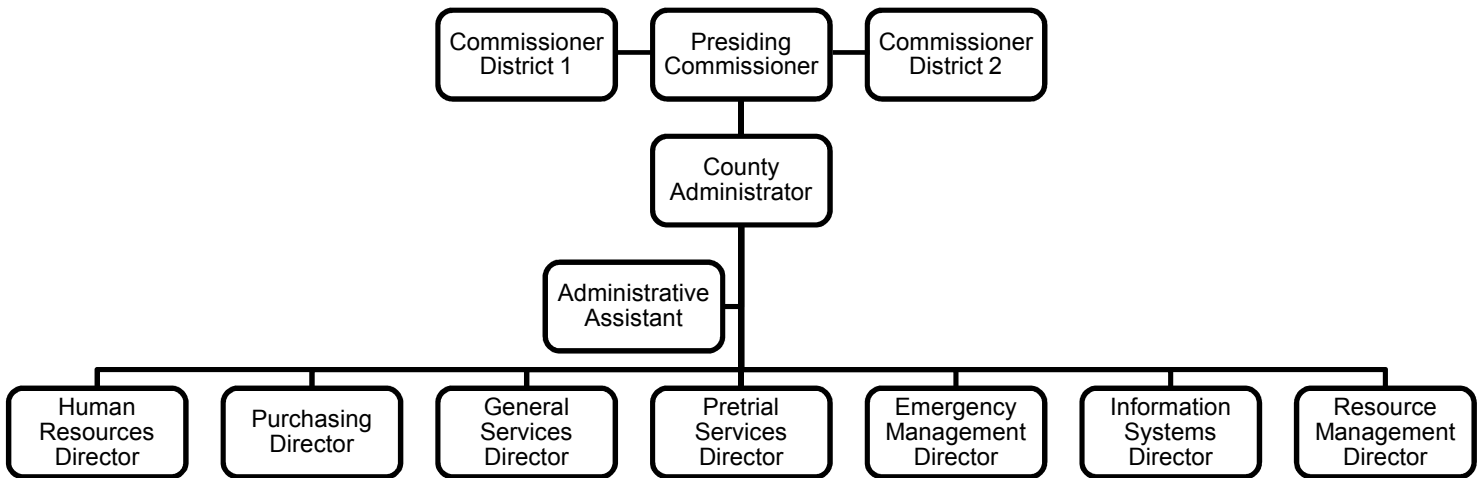 Commissioner
District 1
Presiding
Commissioner
Commissioner
District 2
County
Administrator
Administrative
Assistant
Human
Resources
Director
Purchasing
Director
General
Services
Director
Pretrial
Services
Director
Emergency
Management
Director
Information
Systems
Director
Resource
Management
Director